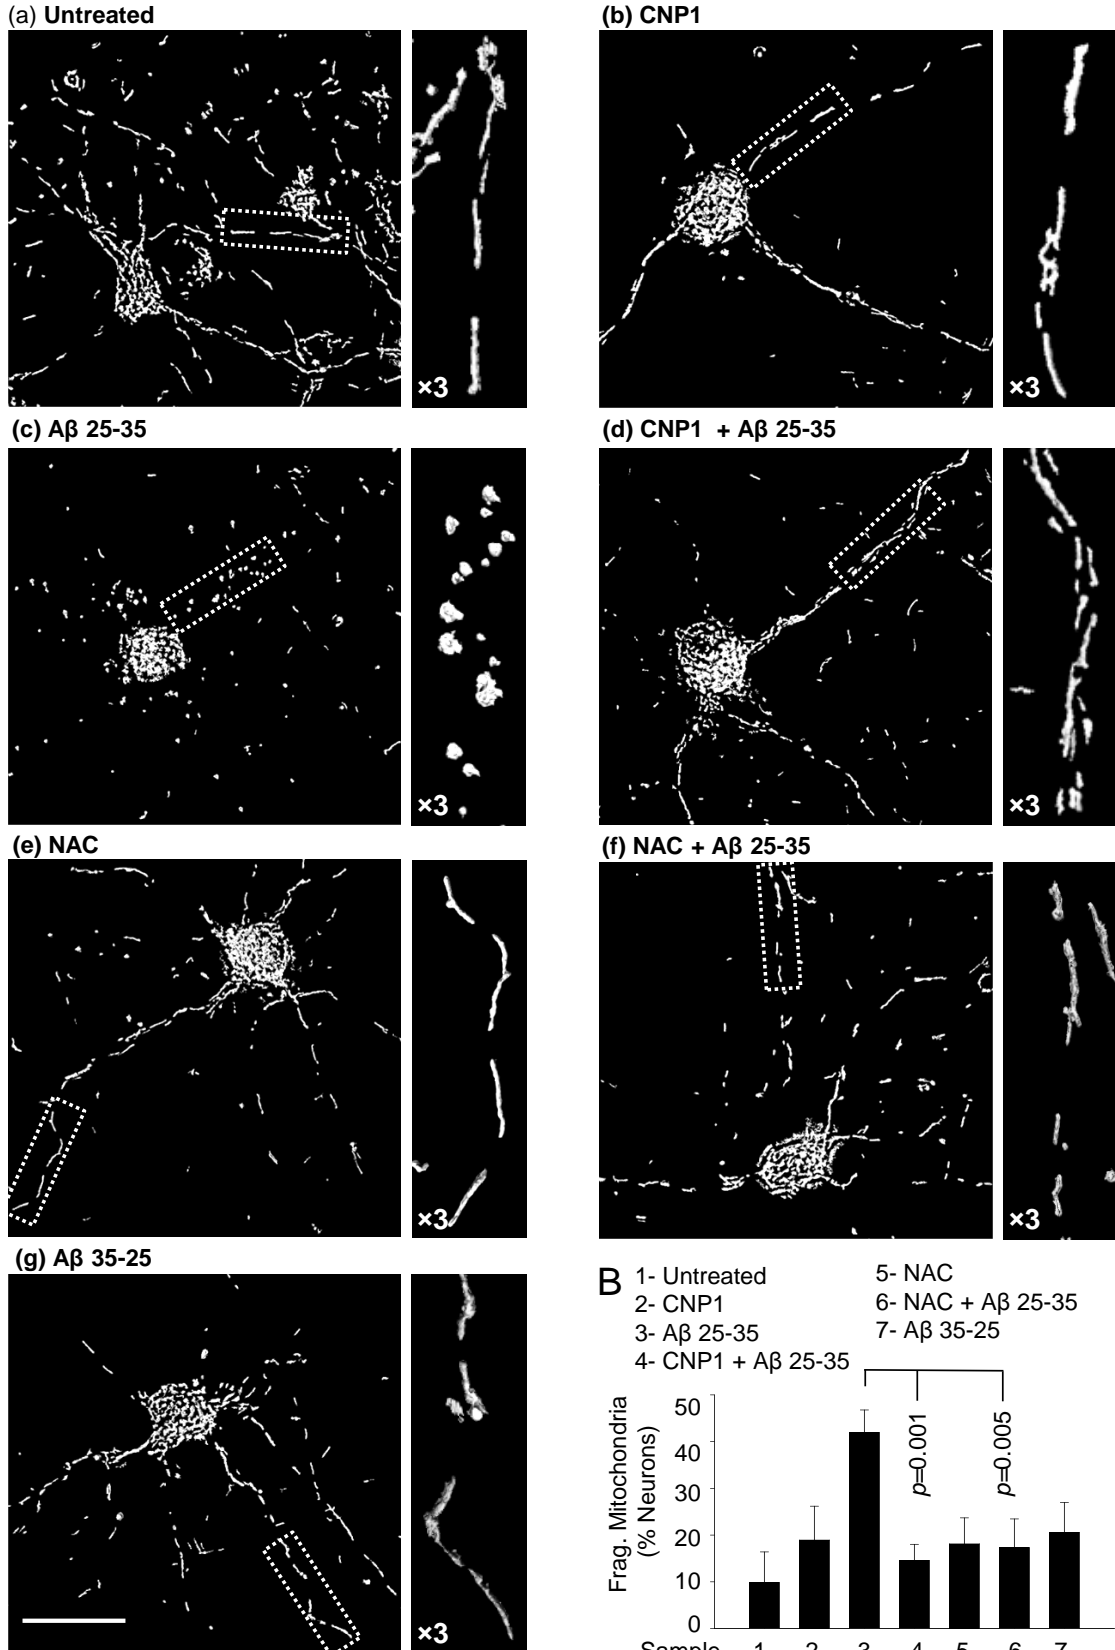 (a) Untreated
(b) CNP1
×3
×3
(c) Aβ 25-35
(d) CNP1 + Aβ 25-35
×3
×3
(e) NAC
(f) NAC + Aβ 25-35
×3
×3
(g) Aβ 35-25
×3
B
1- Untreated
2- CNP1
3- Aβ 25-35
4- CNP1 + Aβ 25-35
5- NAC
6- NAC + Aβ 25-35
7- Aβ 35-25
Frag. Mitochondria
(% Neurons)
50
40
30
20
10
0
p=0.001
p=0.005
Sample 1 2 3 4 5 6 7